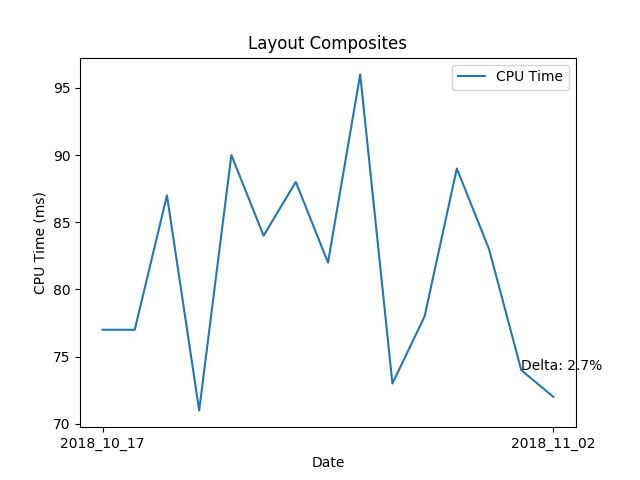 Layout Composites
CPU Time
CPU Time (ms)
95
90
85
80
75
70
Delta: 2.7%
2018_10_17
2018_11_02
Date